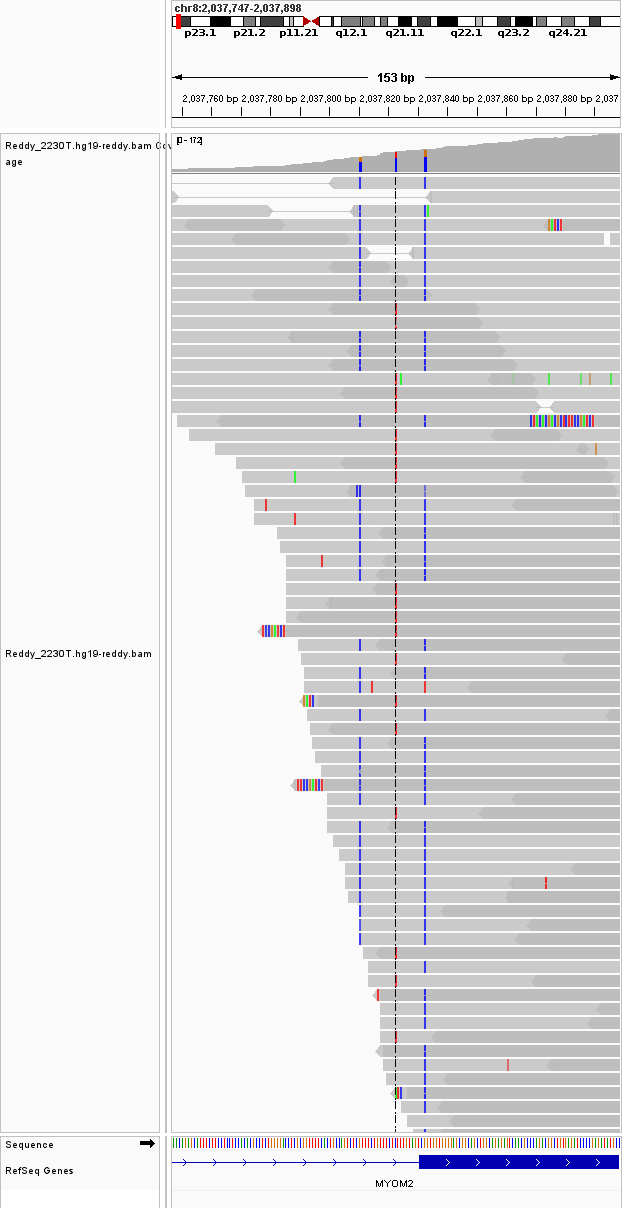 chr8:2,037,747-2,037,898
p23.1 p21.2 p11.21 q12.1 q21.11 q22.1 q23.2 q24.21
153 bp
2,037,760 bp 2,037,780 bp 2,037,800 bp 2,037,820 bp 2,037,840 bp 2,037,860 bp 2,037,880 bp 2,037
[0 - 172]
Reddy_2230T.hg19-reddy.bam Cov
age
Reddy_2230T.hg19-reddy.bam
Sequence
RefSeq Genes
MYOM2